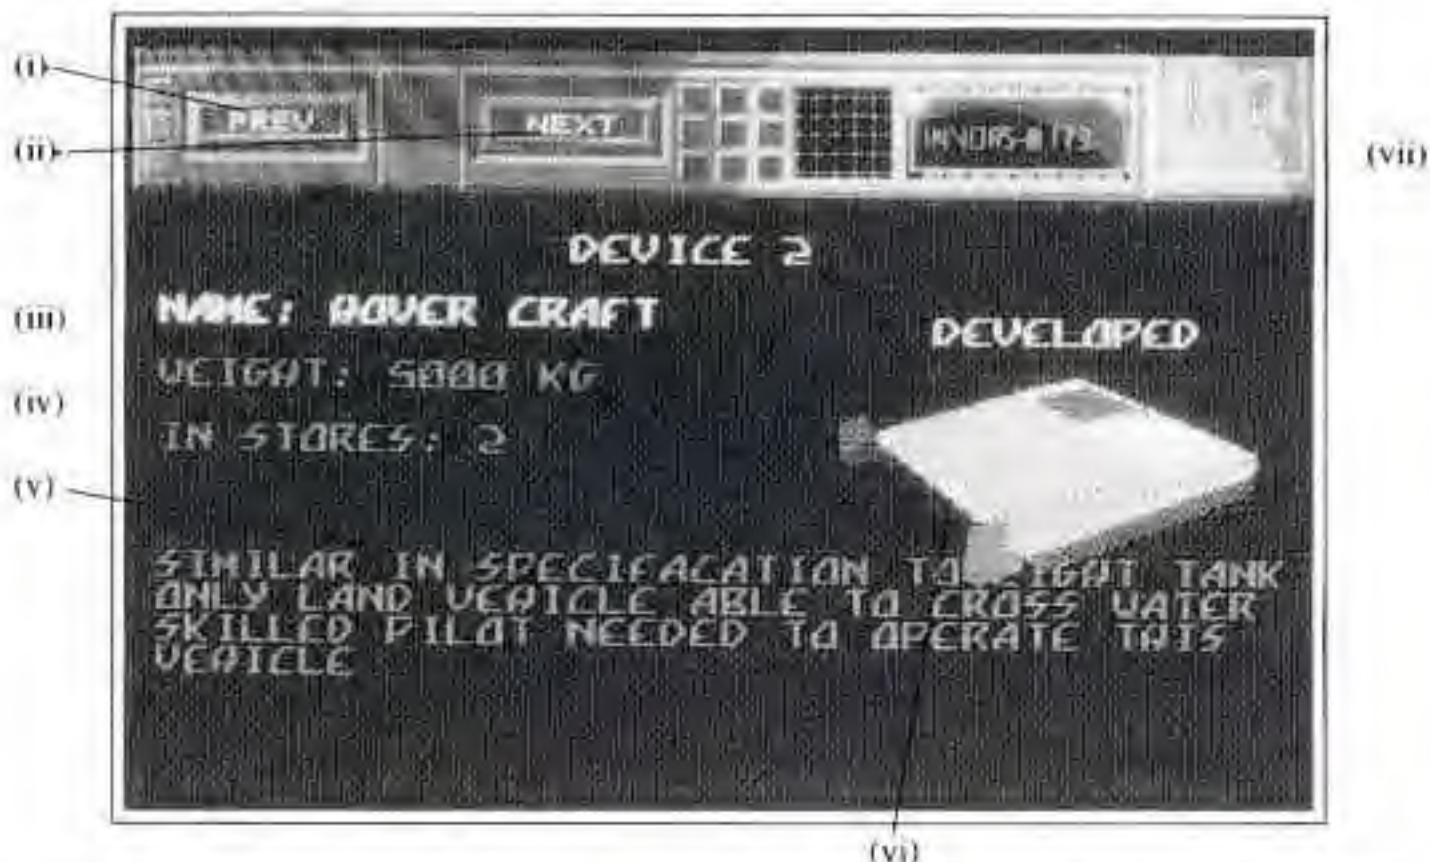 (i)
PREV
NEXT
(ii)
(vii)
DEVICE 2
(iii)
NAME: HOVER CRAFT
DEVELOPED
WEIGHT: 5000 KG
(iv)
IN STORES: 2
(v)
SIMILAR IN SPECIFACATION TO LIGHT TANK
ONLY LAND VEHICLE ABLE TO CROSS WATER
SKILLED PILOT NEEDED TO OPERATE THIS
VEHICLE
(vi)